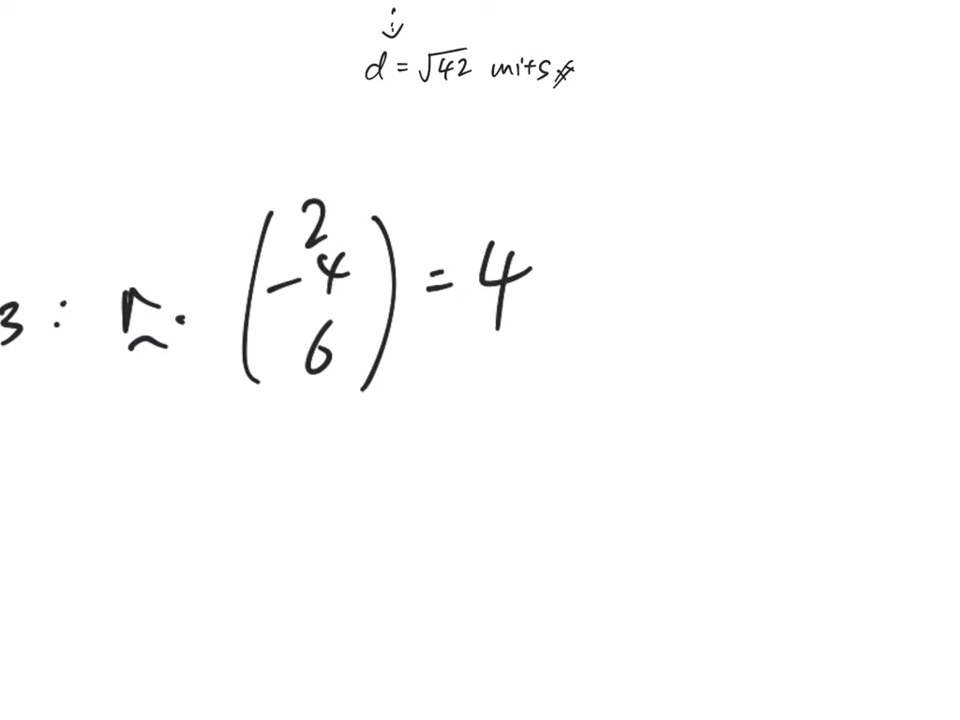 d = √42 units
3 : r̰ · ( 2 -4 6 ) = 4